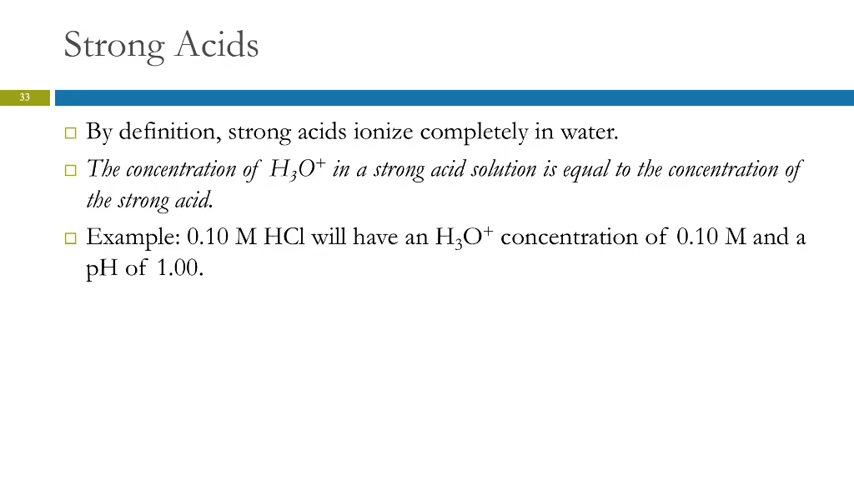 Strong Acids
33
By definition, strong acids ionize completely in water.
The concentration of H₃O⁺ in a strong acid solution is equal to the concentration of
the strong acid.
Example: 0.10 M HCl will have an H₃O⁺ concentration of 0.10 M and a
pH of 1.00.